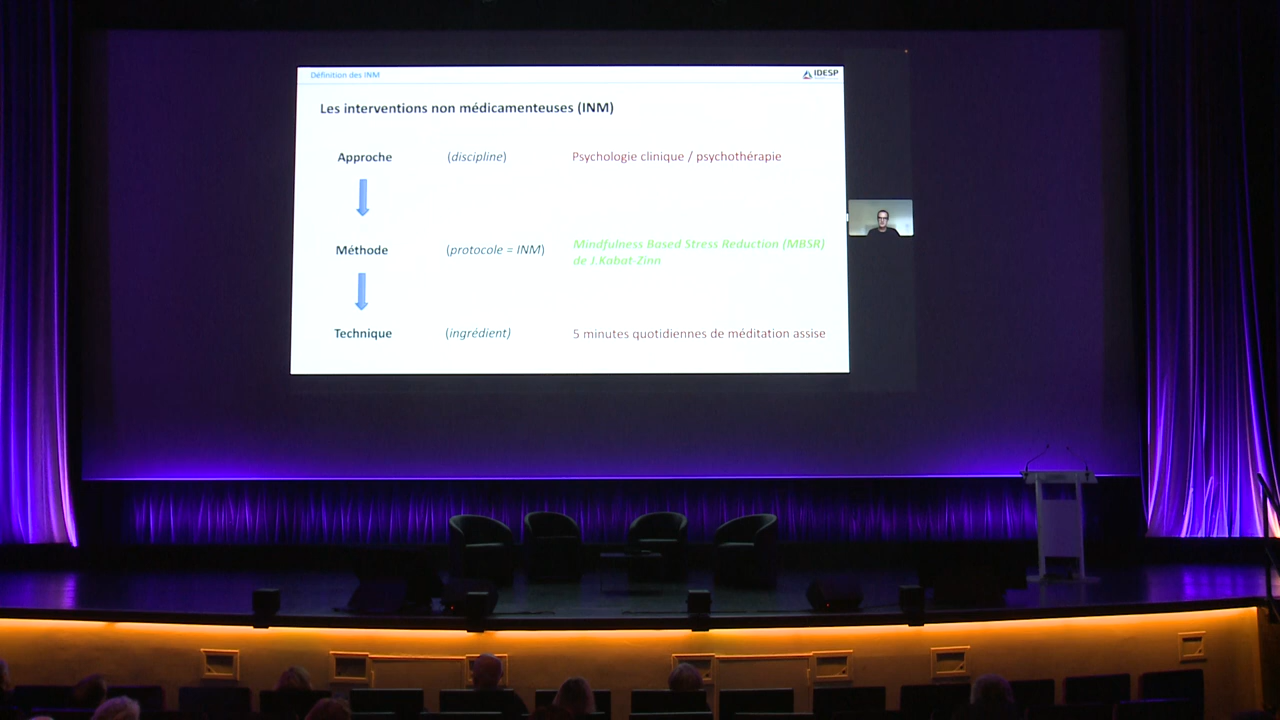 Définition des INM
IDESP
Les interventions non médicamenteuses (INM)
Approche (discipline) Psychologie clinique / psychothérapie
Méthode (protocole = INM) Mindfulness Based Stress Reduction (MBSR)
de J.Kabat-Zinn
Technique (ingrédient) 5 minutes quotidiennes de méditation assise